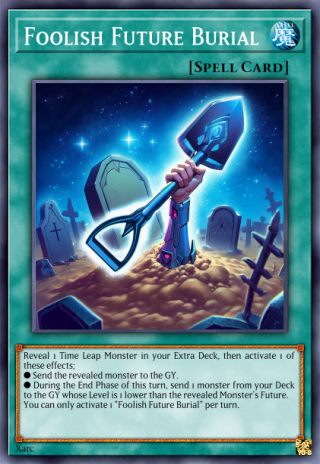 Foolish Future Burial
[Spell Card]
Reveal 1 Time Leap Monster in your Extra Deck, then activate 1 of
these effects;
● Send the revealed monster to the GY.
● During the End Phase of this turn, send 1 monster from your Deck
to the GY whose Level is 1 lower than the revealed Monster's Future.
You can only activate 1 "Foolish Future Burial" per turn.
Xarc